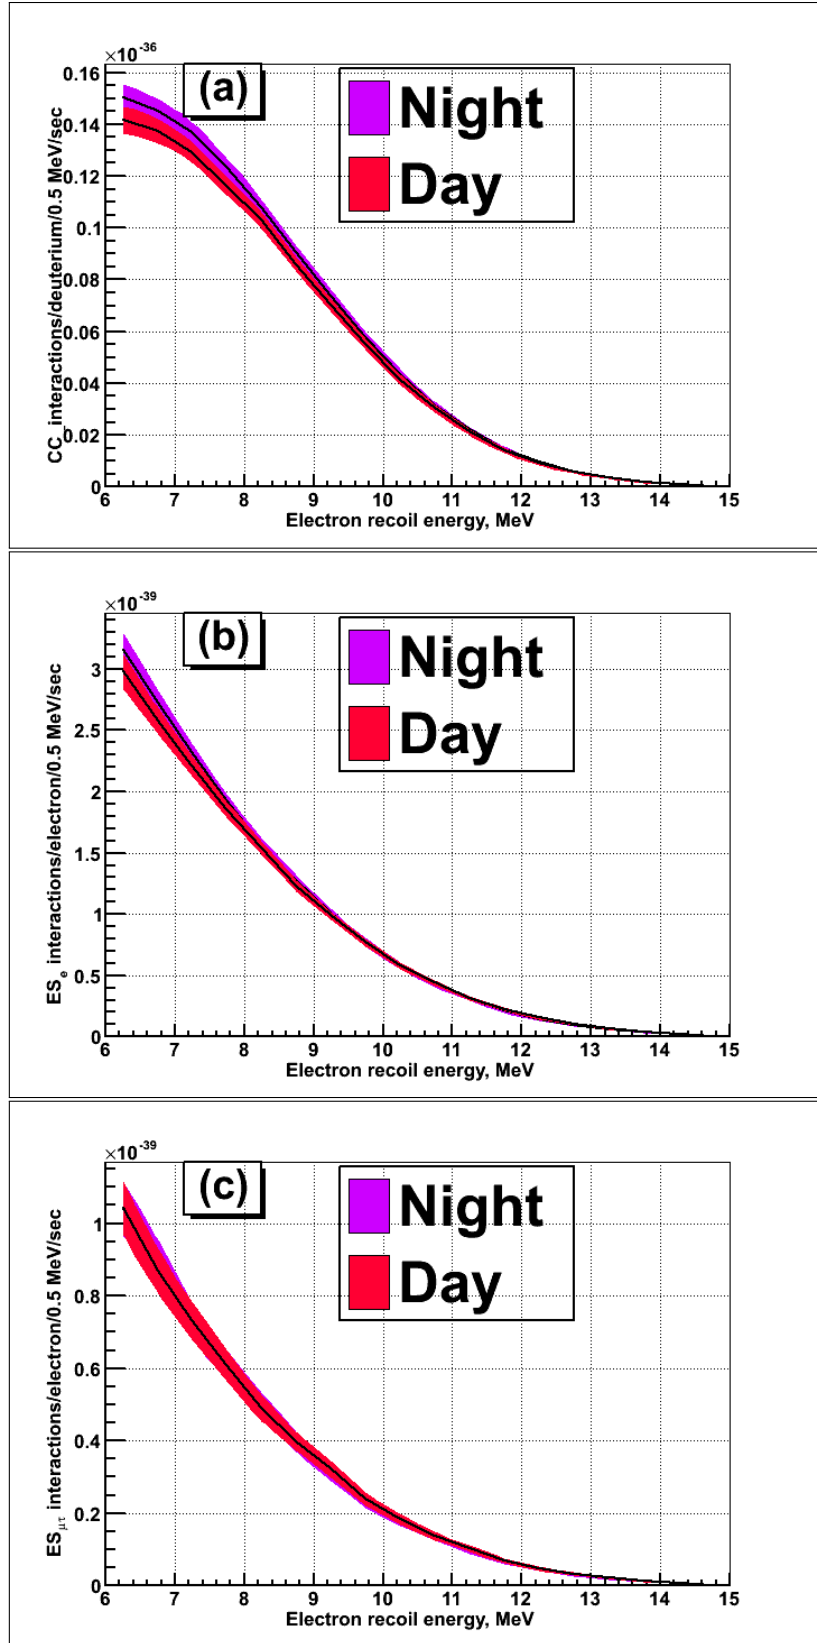 ×10⁻³⁶
(a)
Night
Day
0.16
0.14
0.12
0.1
0.08
0.06
0.04
0.02
0
CC interactions/deuterium/0.5 MeV/sec
6 7 8 9 10 11 12 13 14 15
Electron recoil energy, MeV
×10⁻³⁹
(b)
Night
Day
3
2.5
2
1.5
1
0.5
0
ES e interactions/electron/0.5 MeV/sec
6 7 8 9 10 11 12 13 14 15
Electron recoil energy, MeV
×10⁻³⁹
(c)
Night
Day
1
0.8
0.6
0.4
0.2
0
ES μτ interactions/electron/0.5 MeV/sec
6 7 8 9 10 11 12 13 14 15
Electron recoil energy, MeV